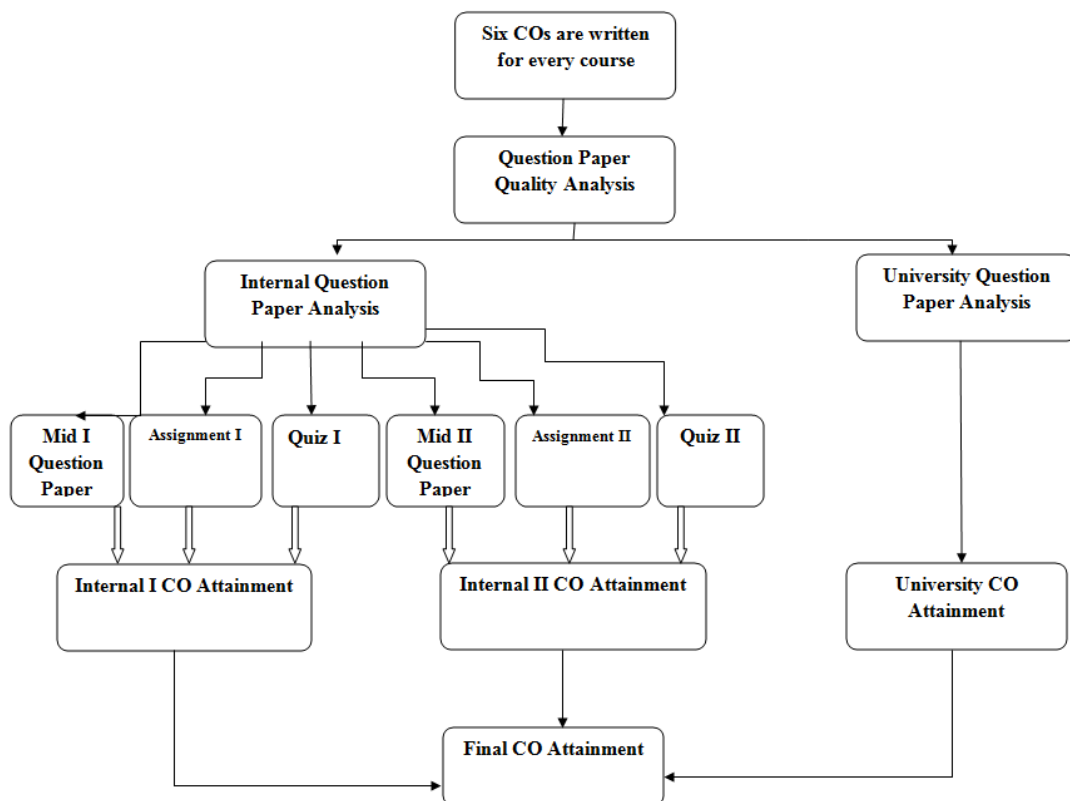 Six COs are written
for every course
Question Paper
Quality Analysis
Internal Question
Paper Analysis
University Question
Paper Analysis
Mid I
Question
Paper
Assignment I
Quiz I
Mid II
Question
Paper
Assignment II
Quiz II
Internal I CO Attainment
Internal II CO Attainment
University CO
Attainment
Final CO Attainment